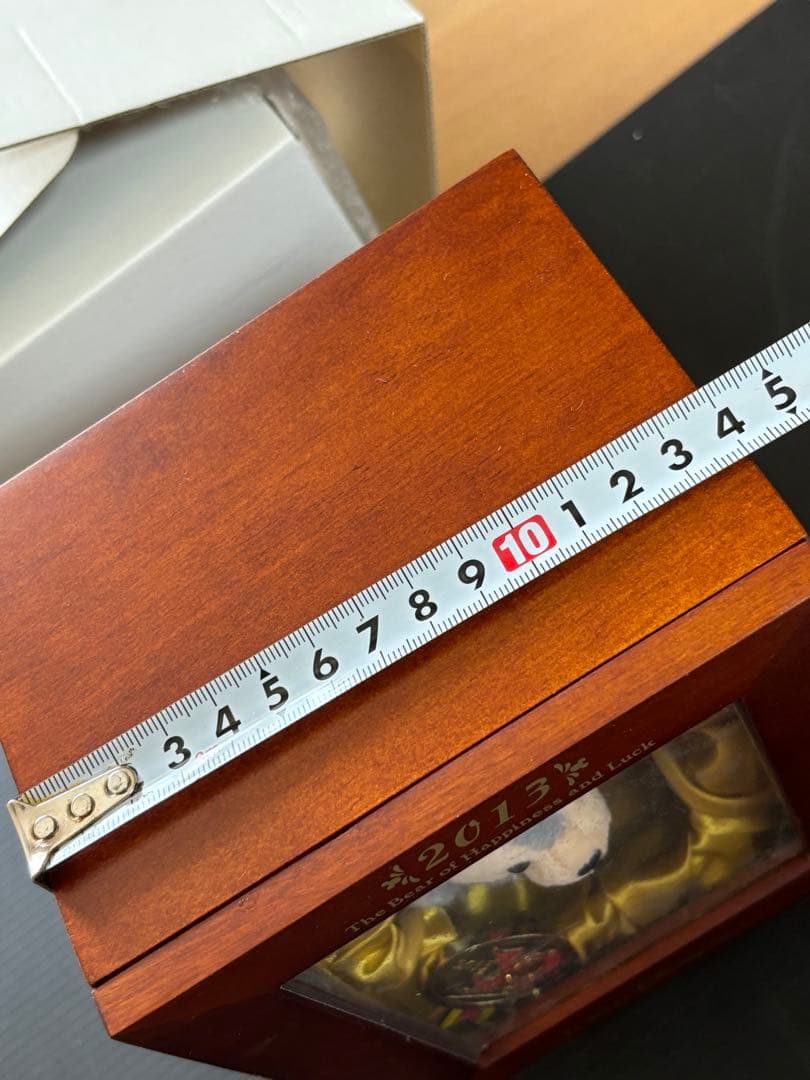 3 4 5 6 7 8 9 10 1 2 3 4 5
2013
The Bear of Happiness and Luck